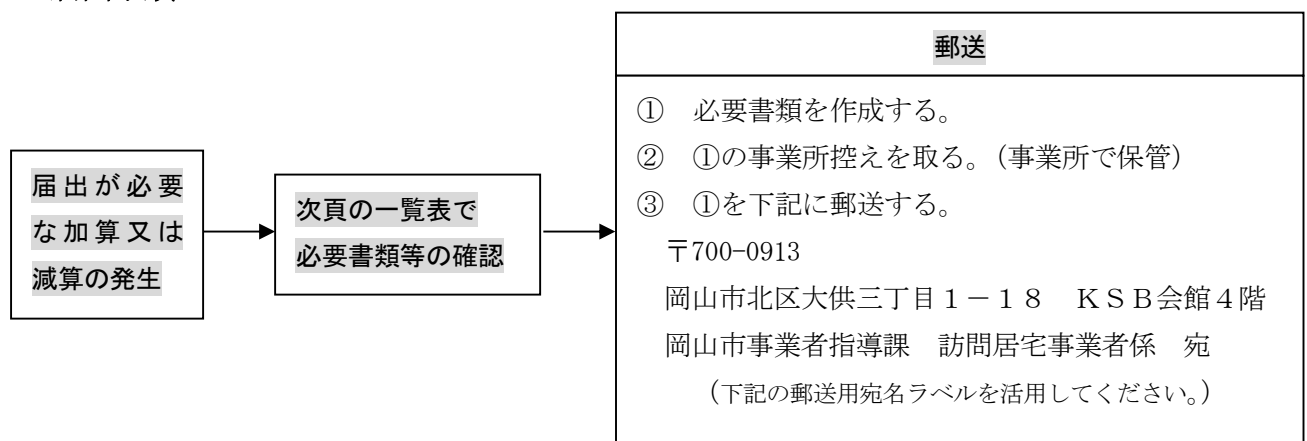 届出が必要
な加算又は
減算の発生
次頁の一覧表で
必要書類等の確認
郵送
① 必要書類を作成する。
② ①の事業所控えを取る。(事業所で保管)
③ ①を下記に郵送する。
〒700-0913
岡山市北区大供三丁目1-18 KSB会館4階
岡山市事業者指導課 訪問居宅事業者係 宛
(下記の郵送用宛名ラベルを活用してください。)